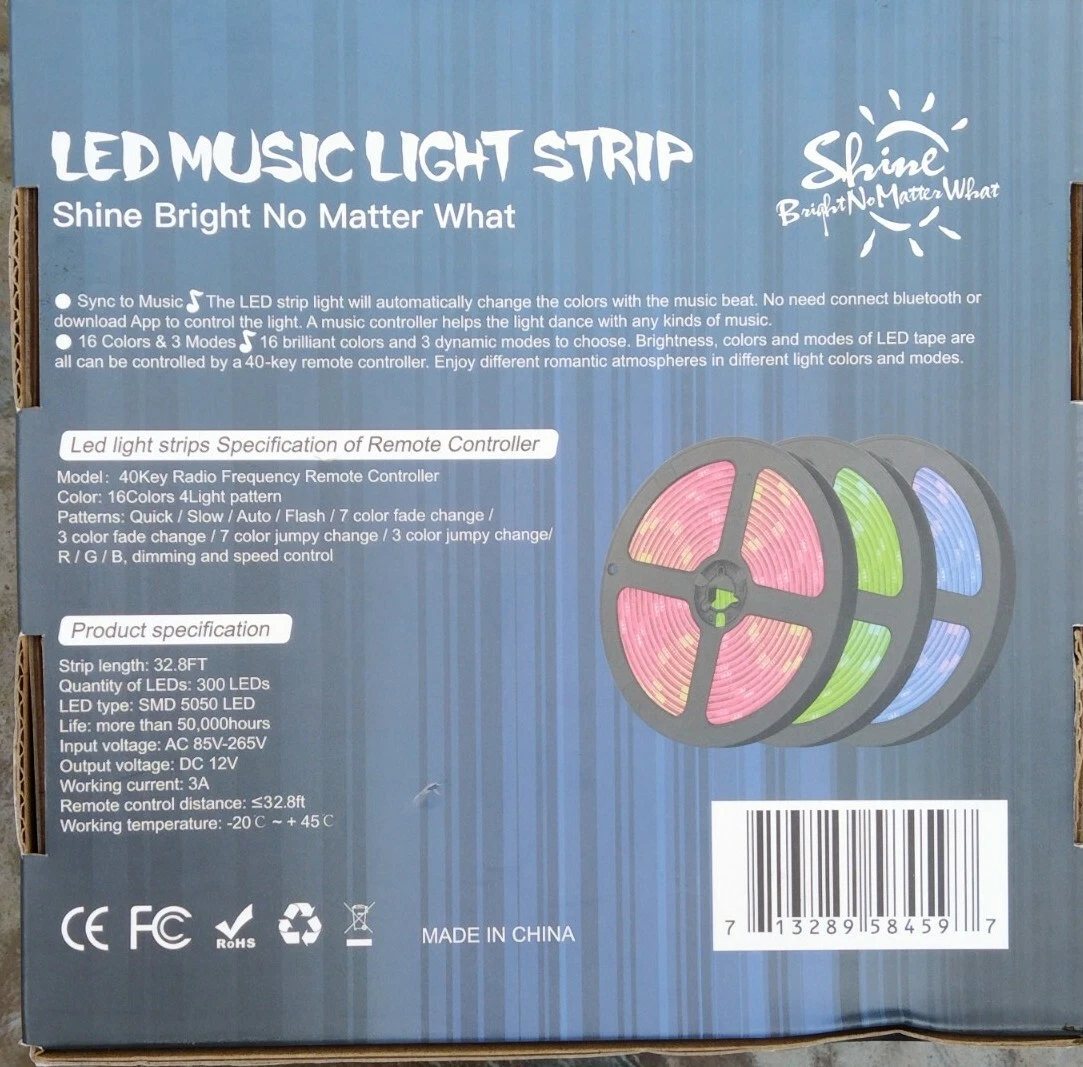 LED MUSIC LIGHT STRIP
Shine Bright No Matter What
Shine
Bright No Matter What
● Sync to Music 🎵 The LED strip light will automatically change the colors with the music beat. No need connect bluetooth or
download App to control the light. A music controller helps the light dance with any kinds of music.
● 16 Colors & 3 Modes 🎵 16 brilliant colors and 3 dynamic modes to choose. Brightness, colors and modes of LED tape are
all can be controlled by a 40-key remote controller. Enjoy different romantic atmospheres in different light colors and modes.
Led light strips Specification of Remote Controller
Model: 40Key Radio Frequency Remote Controller
Color: 16Colors 4Light pattern
Patterns: Quick / Slow / Auto / Flash / 7 color fade change /
3 color fade change / 7 color jumpy change / 3 color jumpy change/
R / G / B, dimming and speed control
Product specification
Strip length: 32.8FT
Quantity of LEDs: 300 LEDs
LED type: SMD 5050 LED
Life: more than 50,000hours
Input voltage: AC 85V-265V
Output voltage: DC 12V
Working current: 3A
Remote control distance: ≤32.8ft
Working temperature: -20℃ ~ + 45℃
CE FC RoHS
MADE IN CHINA
7 13289 58459 7